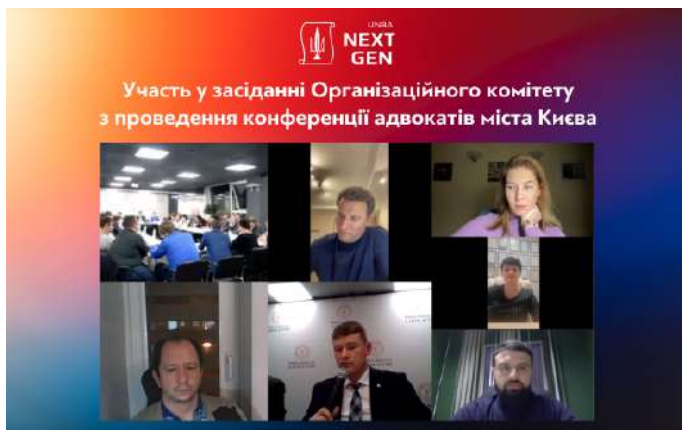 UNBA
NEXT
GEN
Участь у засіданні Організаційного комітету
з проведення конференції адвокатів міста Києва